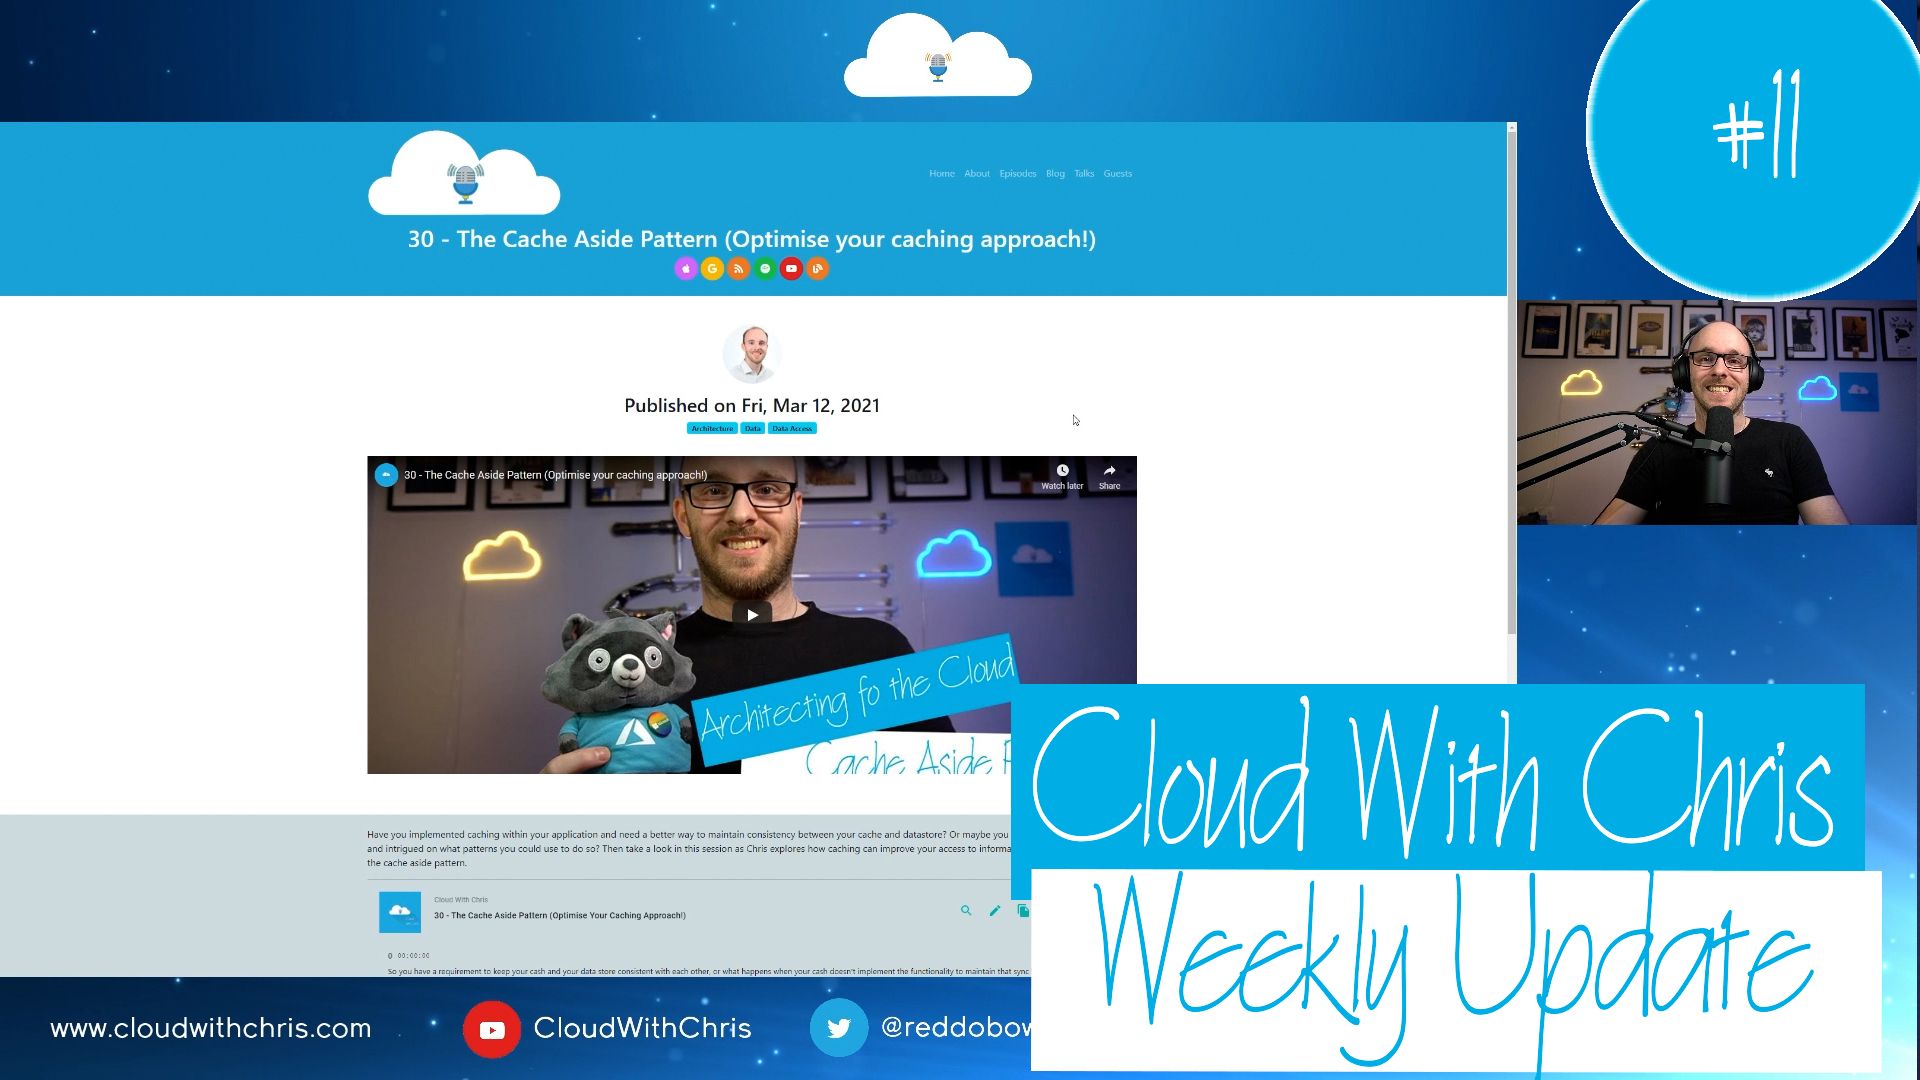 #11
Home About Episodes Blog Talks Guests
30 - The Cache Aside Pattern (Optimise your caching approach!)
Published on Fri, Mar 12, 2021
Architecture Data Data Access
30 - The Cache Aside Pattern (Optimise your caching approach!)
Watch later Share
Architecting fo the Cloud
Cache Aside
Have you implemented caching within your application and need a better way to maintain consistency between your cache and datastore? Or maybe you
and intrigued on what patterns you could use to do so? Then take a look in this session as Chris explores how caching can improve your access to informa
the cache aside pattern.
Cloud With Chris
30 - The Cache Aside Pattern (Optimise Your Caching Approach!)
00:00:00
So you have a requirement to keep your cash and your data store consistent with each other, or what happens when your cash doesn't implement the functionality to maintain that sync
Cloud With Chris
Weekly Update
www.cloudwithchris.com CloudWithChris @reddobow